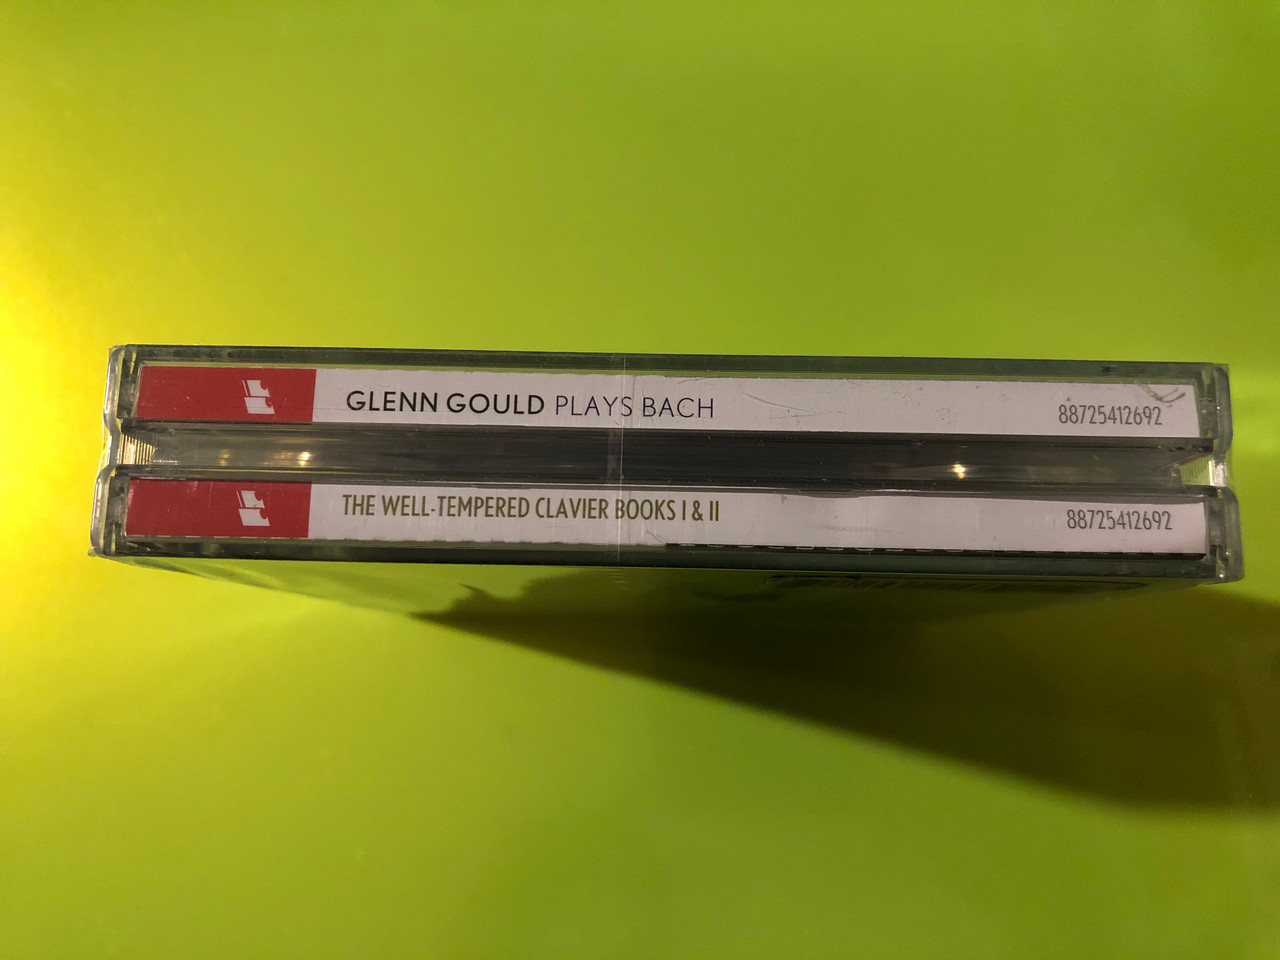 GLENN GOULD PLAYS BACH 88725412692
THE WELL-TEMPERED CLAVIER BOOKS I & II 88725412692